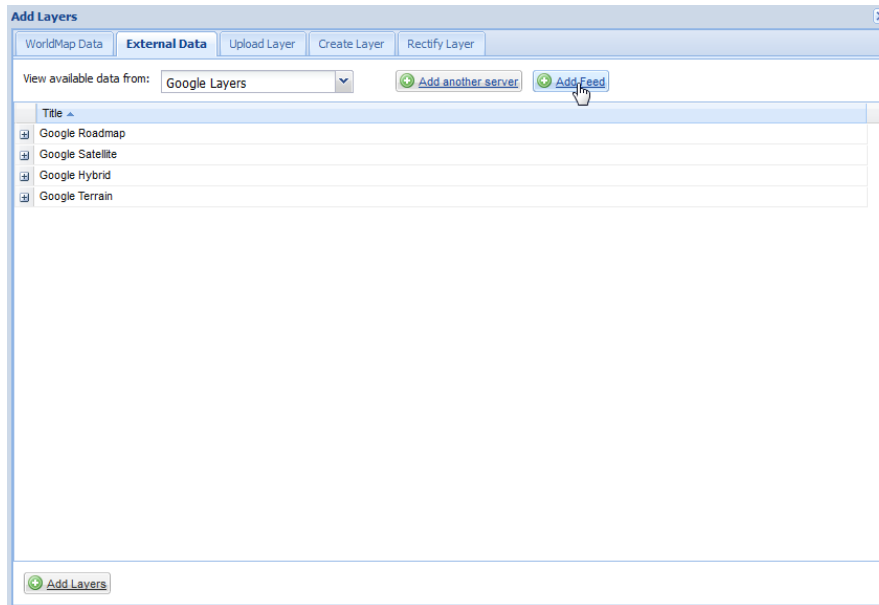 Add Layers
WorldMap Data External Data Upload Layer Create Layer Rectify Layer
View available data from: Google Layers Add another server Add Feed
Title
Google Roadmap
Google Satellite
Google Hybrid
Google Terrain
Add Layers